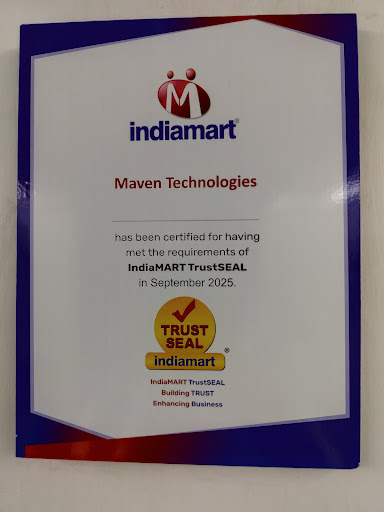 M
indiamart®
Maven Technologies
has been certified for having
met the requirements of
IndiaMART TrustSEAL
in September 2025.
TRUST
SEAL
indiamart®
IndiaMART TrustSEAL
Building TRUST
Enhancing Business